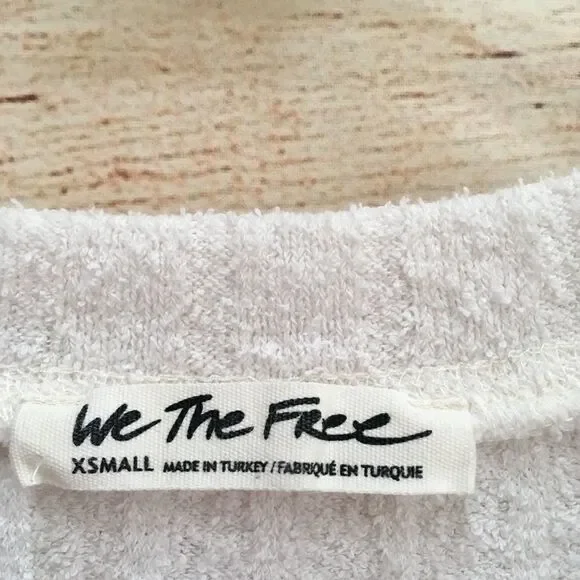 We The Free
XSMALL MADE IN TURKEY / FABRIQUÉ EN TURQUIE